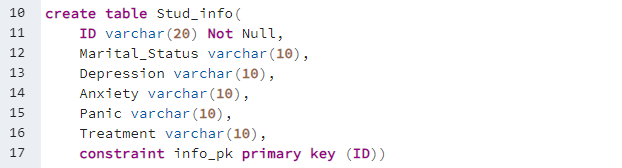 10 create table Stud_info(
11 ID varchar(20) Not Null,
12 Marital_Status varchar(10),
13 Depression varchar(10),
14 Anxiety varchar(10),
15 Panic varchar(10),
16 Treatment varchar(10),
17 constraint info_pk primary key (ID))